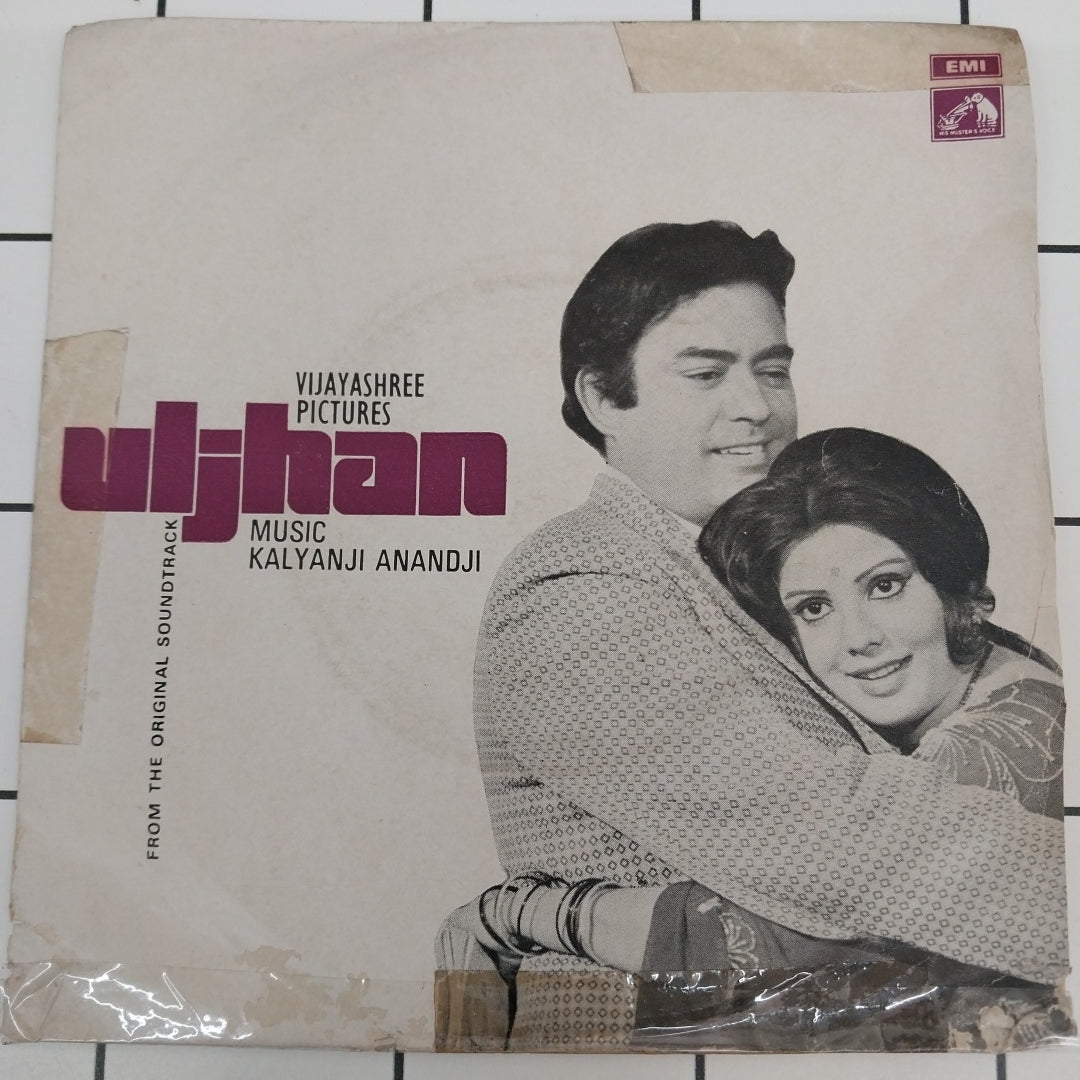 EMI
HIS MASTER'S VOICE
VIJAYASHREE
PICTURES
uljhan
MUSIC
KALYANJI ANANDJI
FROM THE ORIGINAL SOUNDTRACK